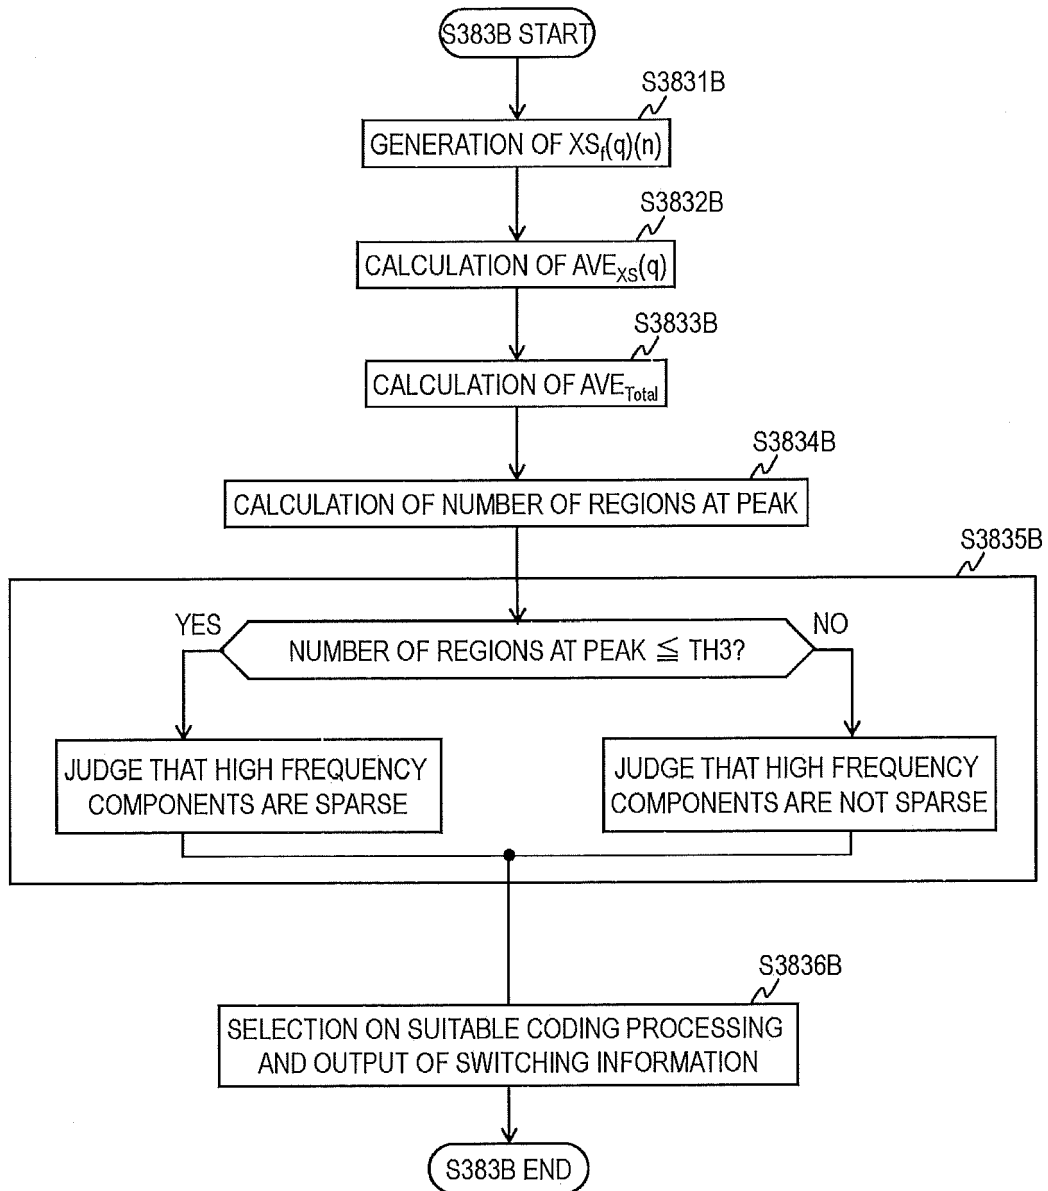 S383B START
S3831B
GENERATION OF XSf(q)(n)
S3832B
CALCULATION OF AVEXS(q)
S3833B
CALCULATION OF AVETotal
S3834B
CALCULATION OF NUMBER OF REGIONS AT PEAK
S3835B
YES
NUMBER OF REGIONS AT PEAK ≦ TH3?
NO
JUDGE THAT HIGH FREQUENCY
COMPONENTS ARE SPARSE
JUDGE THAT HIGH FREQUENCY
COMPONENTS ARE NOT SPARSE
S3836B
SELECTION ON SUITABLE CODING PROCESSING
AND OUTPUT OF SWITCHING INFORMATION
S383B END